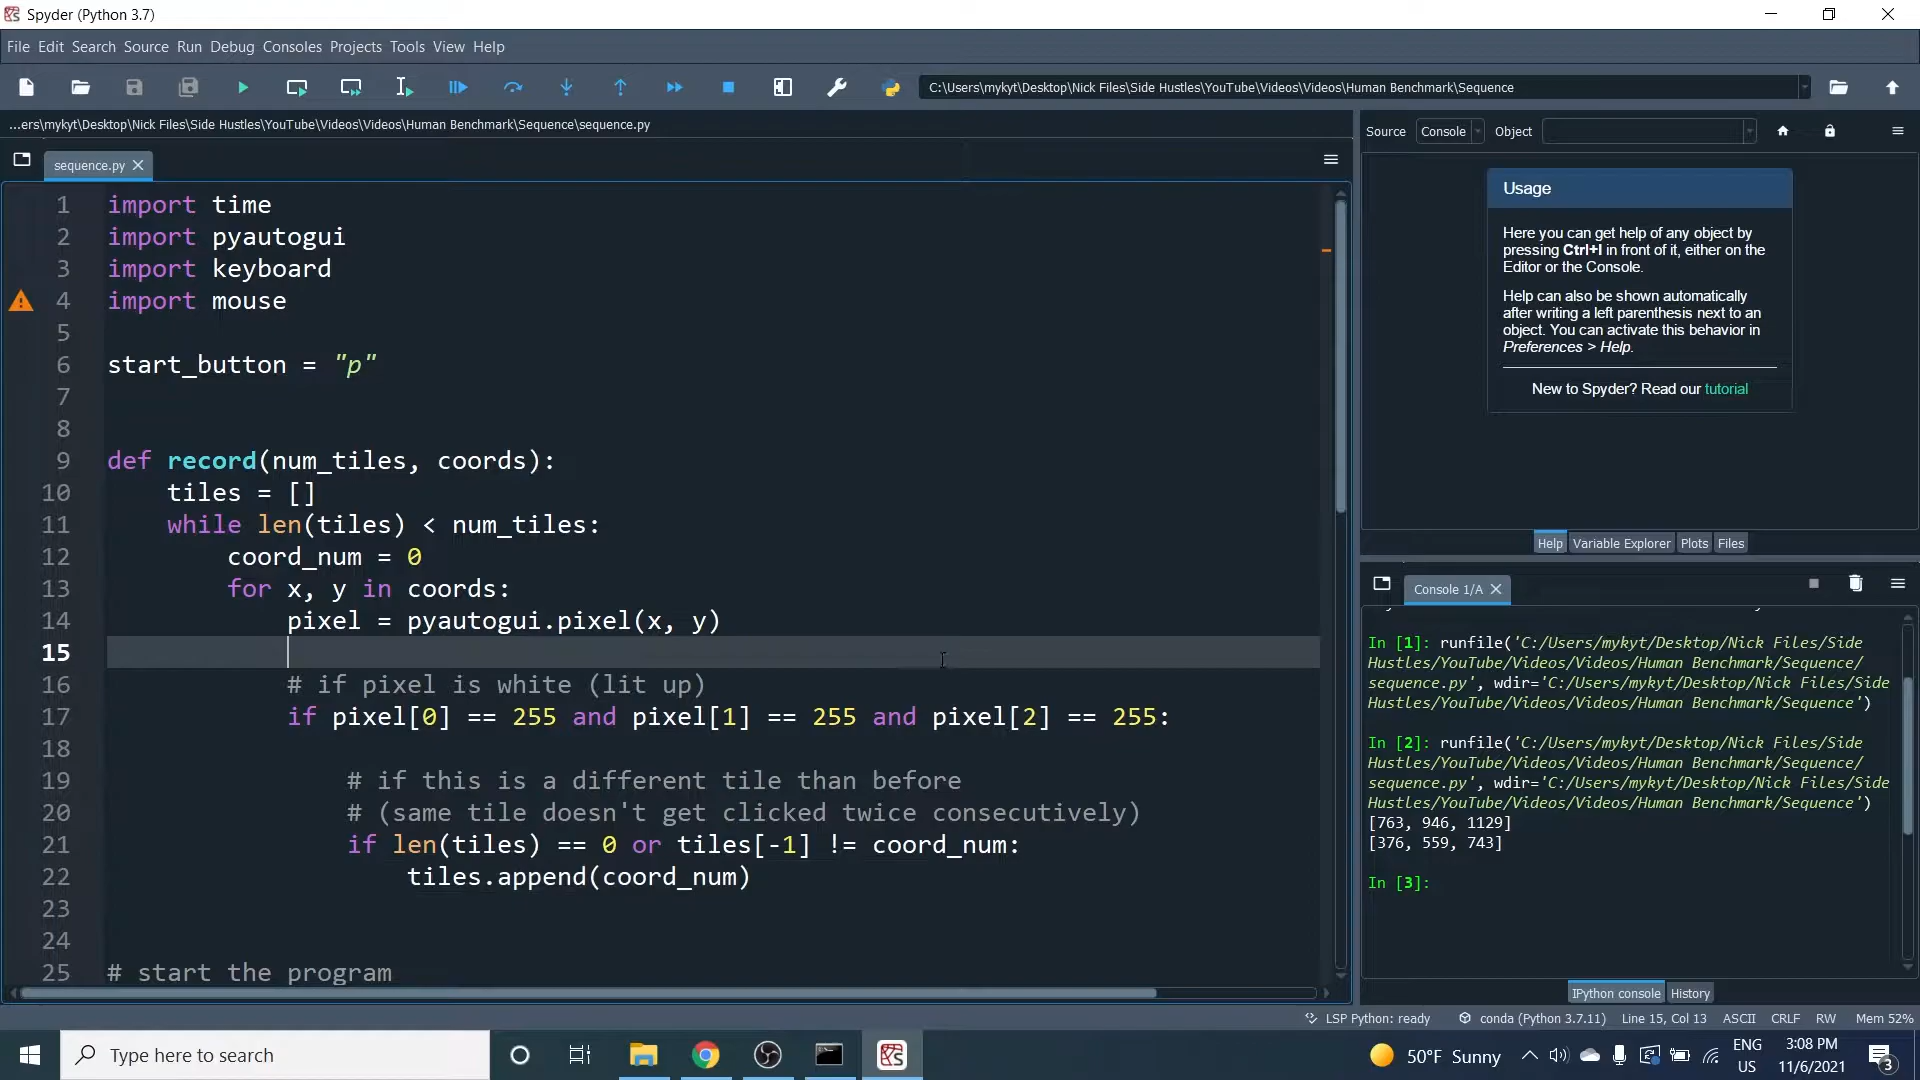 Spyder (Python 3.7)
File Edit Search Source Run Debug Consoles Projects Tools View Help
C:\Users\mykyt\Desktop\Nick Files\Side Hustles\YouTube\Videos\Videos\Human Benchmark\Sequence
...ers\mykyt\Desktop\Nick Files\Side Hustles\YouTube\Videos\Videos\Human Benchmark\Sequence\sequence.py
sequence.py
1 import time
2 import pyautogui
3 import keyboard
4 import mouse
5
6 start_button = "p"
7
8
9 def record(num_tiles, coords):
10 tiles = []
11 while len(tiles) < num_tiles:
12 coord_num = 0
13 for x, y in coords:
14 pixel = pyautogui.pixel(x, y)
15
16 # if pixel is white (lit up)
17 if pixel[0] == 255 and pixel[1] == 255 and pixel[2] == 255:
18
19 # if this is a different tile than before
20 # (same tile doesn't get clicked twice consecutively)
21 if len(tiles) == 0 or tiles[-1] != coord_num:
22 tiles.append(coord_num)
23
24
25 # start the program
Source Console Object
Usage
Here you can get help of any object by
pressing Ctrl+I in front of it, either on the
Editor or the Console.
Help can also be shown automatically
after writing a left parenthesis next to an
object. You can activate this behavior in
Preferences > Help.
New to Spyder? Read our tutorial
Help Variable Explorer Plots Files
Console 1/A
In [1]: runfile('C:/Users/mykyt/Desktop/Nick Files/Side
Hustles/YouTube/Videos/Videos/Human Benchmark/Sequence/
sequence.py', wdir='C:/Users/mykyt/Desktop/Nick Files/Side
Hustles/YouTube/Videos/Videos/Human Benchmark/Sequence')
In [2]: runfile('C:/Users/mykyt/Desktop/Nick Files/Side
Hustles/YouTube/Videos/Videos/Human Benchmark/Sequence/
sequence.py', wdir='C:/Users/mykyt/Desktop/Nick Files/Side
Hustles/YouTube/Videos/Videos/Human Benchmark/Sequence')
[763, 946, 1129]
[376, 559, 743]
In [3]:
IPython console History
LSP Python: ready conda (Python 3.7.11) Line 15, Col 13 ASCII CRLF RW Mem 52%
Type here to search
50°F Sunny
ENG
US
3:08 PM
11/6/2021
3